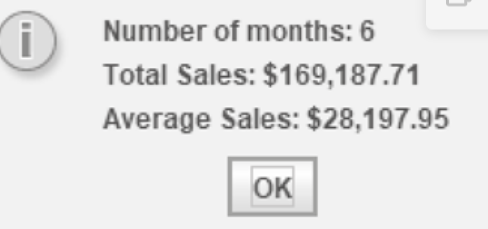 Number of months: 6
Total Sales: $169,187.71
Average Sales: $28,197.95
OK